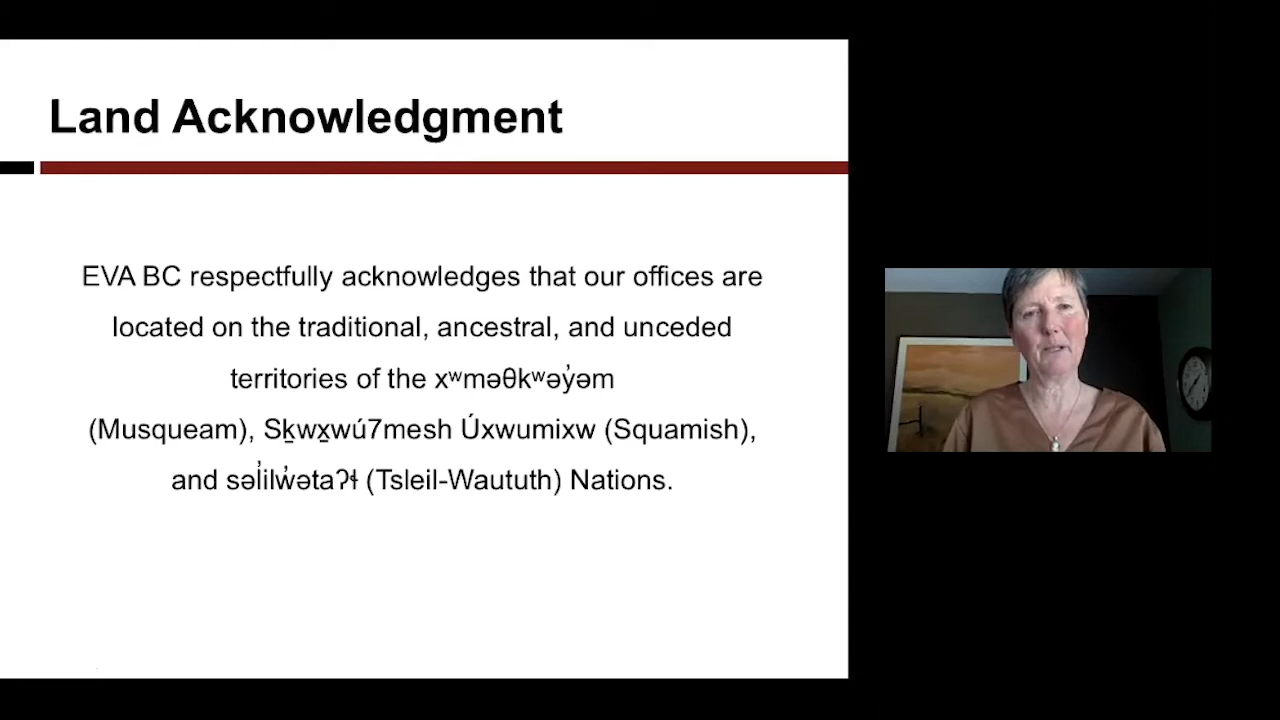 Land Acknowledgment
EVA BC respectfully acknowledges that our offices are
located on the traditional, ancestral, and unceded
territories of the xʷməθkʷəy̓əm
(Musqueam), Sḵwx̱wú7mesh Úxwumixw (Squamish),
and səl̓ilw̓ətaʔɬ (Tsleil-Waututh) Nations.